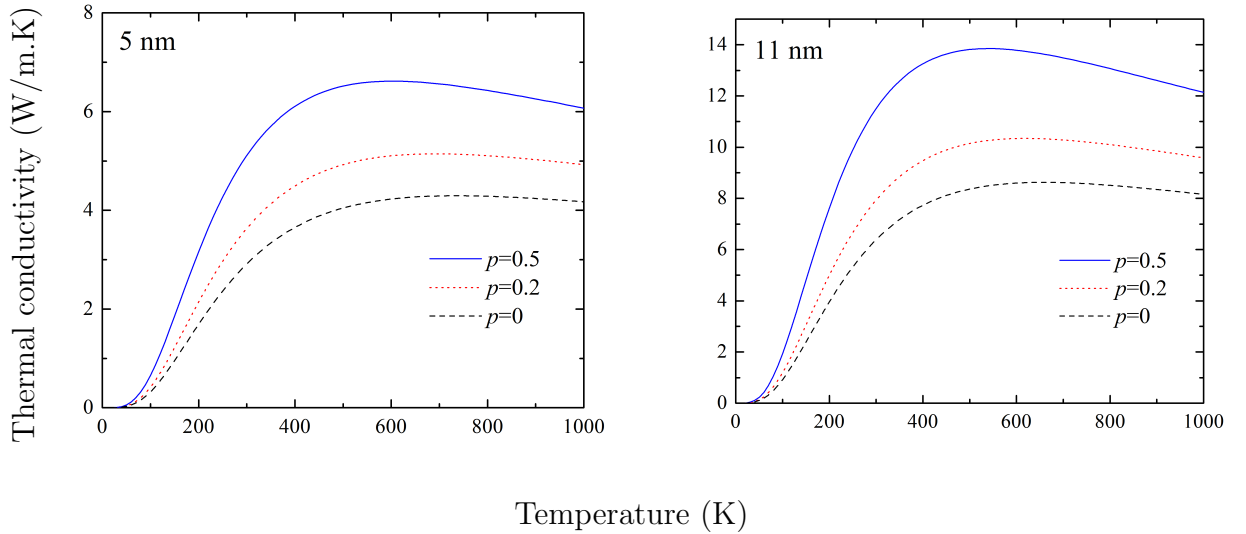 Thermal conductivity (W/m.K)
5 nm
8
6
4
2
0
0 200 400 600 800 1000
p=0.5
p=0.2
p=0
11 nm
14
12
10
8
6
4
2
0
0 200 400 600 800 1000
p=0.5
p=0.2
p=0
Temperature (K)